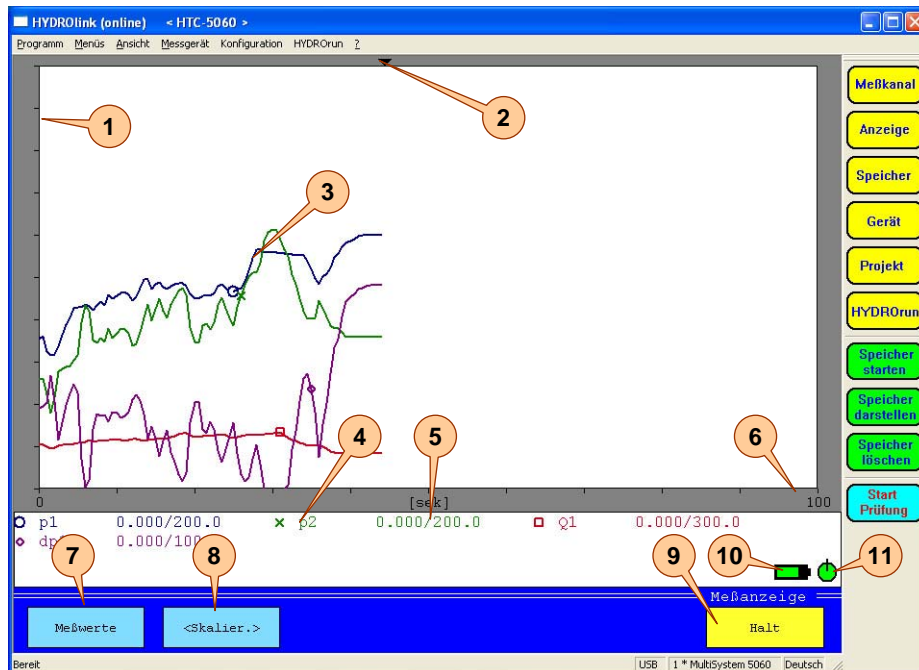 HYDROlink (online) < HTC-5060 >
Programm Menüs Ansicht Messgerät Konfiguration HYDROrun ?
1
2
3
4
5
6
0 [sek] 100
p1 0.000/200.0 p2 0.000/200.0 Q1 0.000/300.0
0.000/100
7
8
9
10
11
Meßanzeige
Meßwerte
<Skalier.>
Halt
Bereit USB 1 * MultiSystem 5060 Deutsch
Meßkanal
Anzeige
Speicher
Gerät
Projekt
HYDROrun
Speicher
starten
Speicher
darstellen
Speicher
löschen
Start
Prüfung